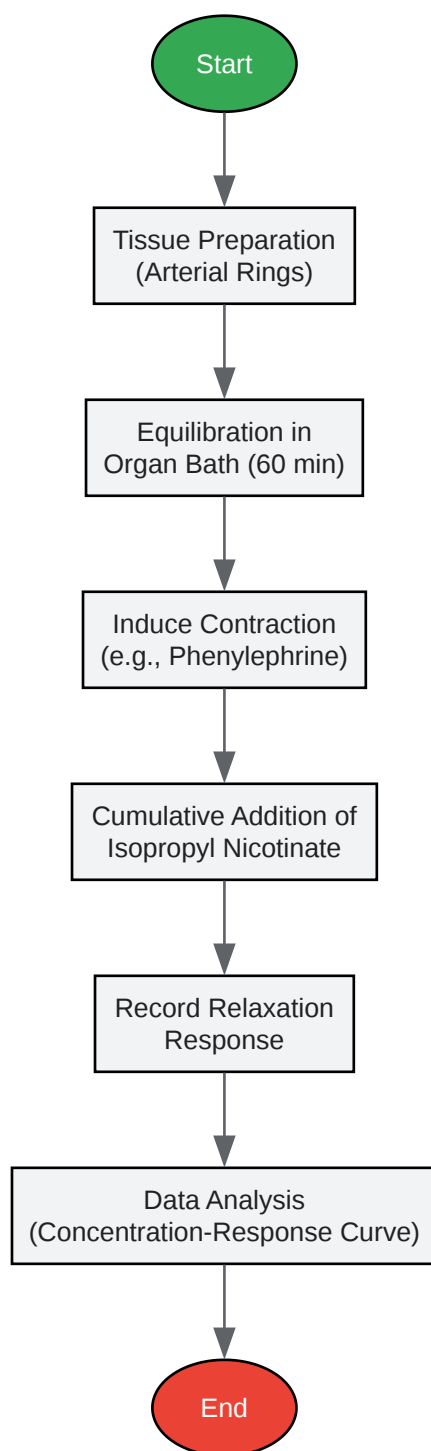 Start
Tissue Preparation
(Arterial Rings)
Equilibration in
Organ Bath (60 min)
Induce Contraction
(e.g., Phenylephrine)
Cumulative Addition of
Isopropyl Nicotinate
Record Relaxation
Response
Data Analysis
(Concentration-Response Curve)
End